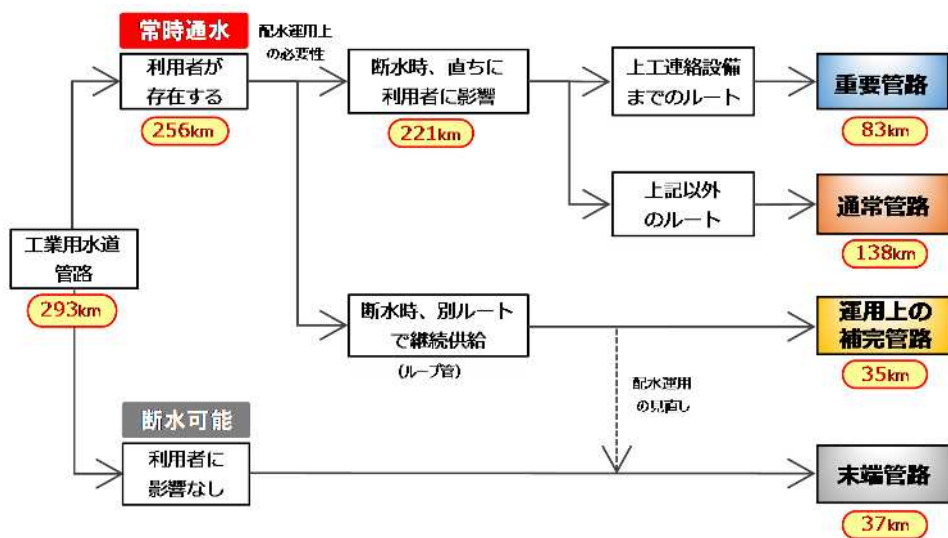 常時通水
利用者が
存在する
256km
配水運用上
の必要性
断水時、直ちに
利用者に影響
221km
上工連絡設備
までのルート
重要管路
83km
上記以外
のルート
通常管路
138km
工業用水道
管路
293km
断水時、別ルート
で継続供給
(ループ管)
運用上の
補完管路
35km
配水運用
の見直し
断水可能
利用者に
影響なし
末端管路
37km